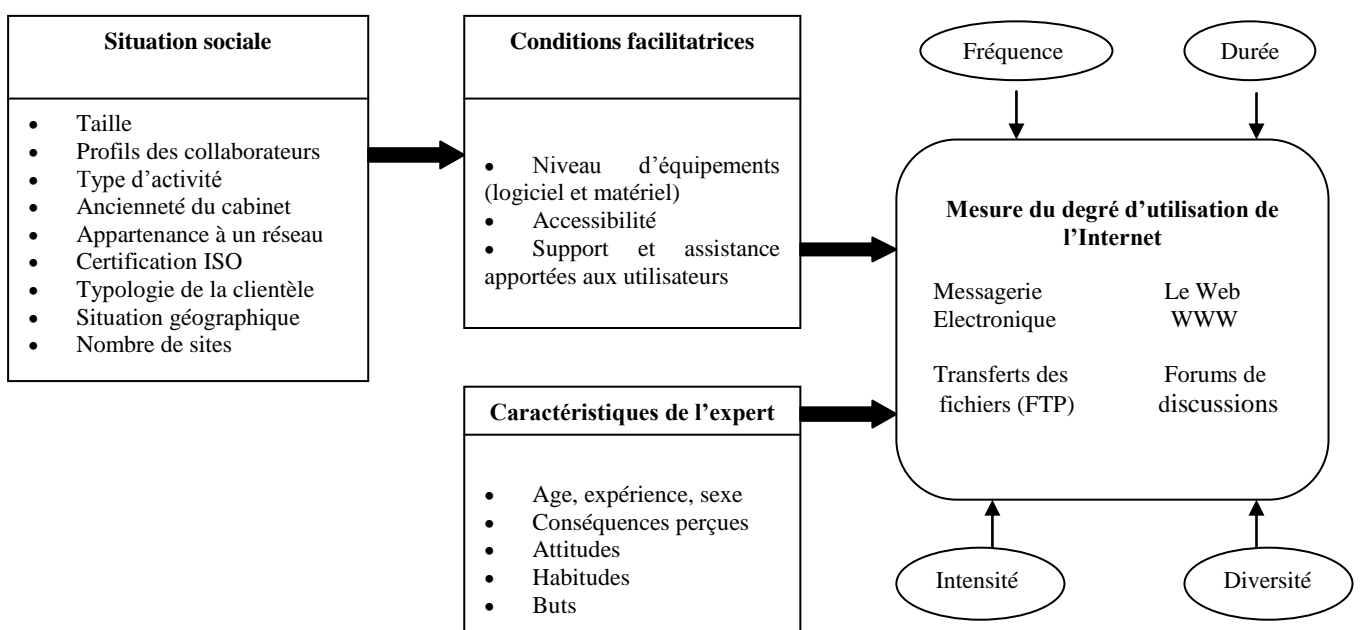 Situation sociale
• Taille
• Profils des collaborateurs
• Type d'activité
• Ancienneté du cabinet
• Appartenance à un réseau
• Certification ISO
• Typologie de la clientèle
• Situation géographique
• Nombre de sites
Conditions facilitatrices
• Niveau d'équipements
(logiciel et matériel)
• Accessibilité
• Support et assistance
apportées aux utilisateurs
Caractéristiques de l'expert
• Age, expérience, sexe
• Conséquences perçues
• Attitudes
• Habitudes
• Buts
Fréquence
Durée
Mesure du degré d'utilisation de
l'Internet
Messagerie
Electronique
Le Web
WWW
Transferts des
fichiers (FTP)
Forums de
discussions
Intensité
Diversité